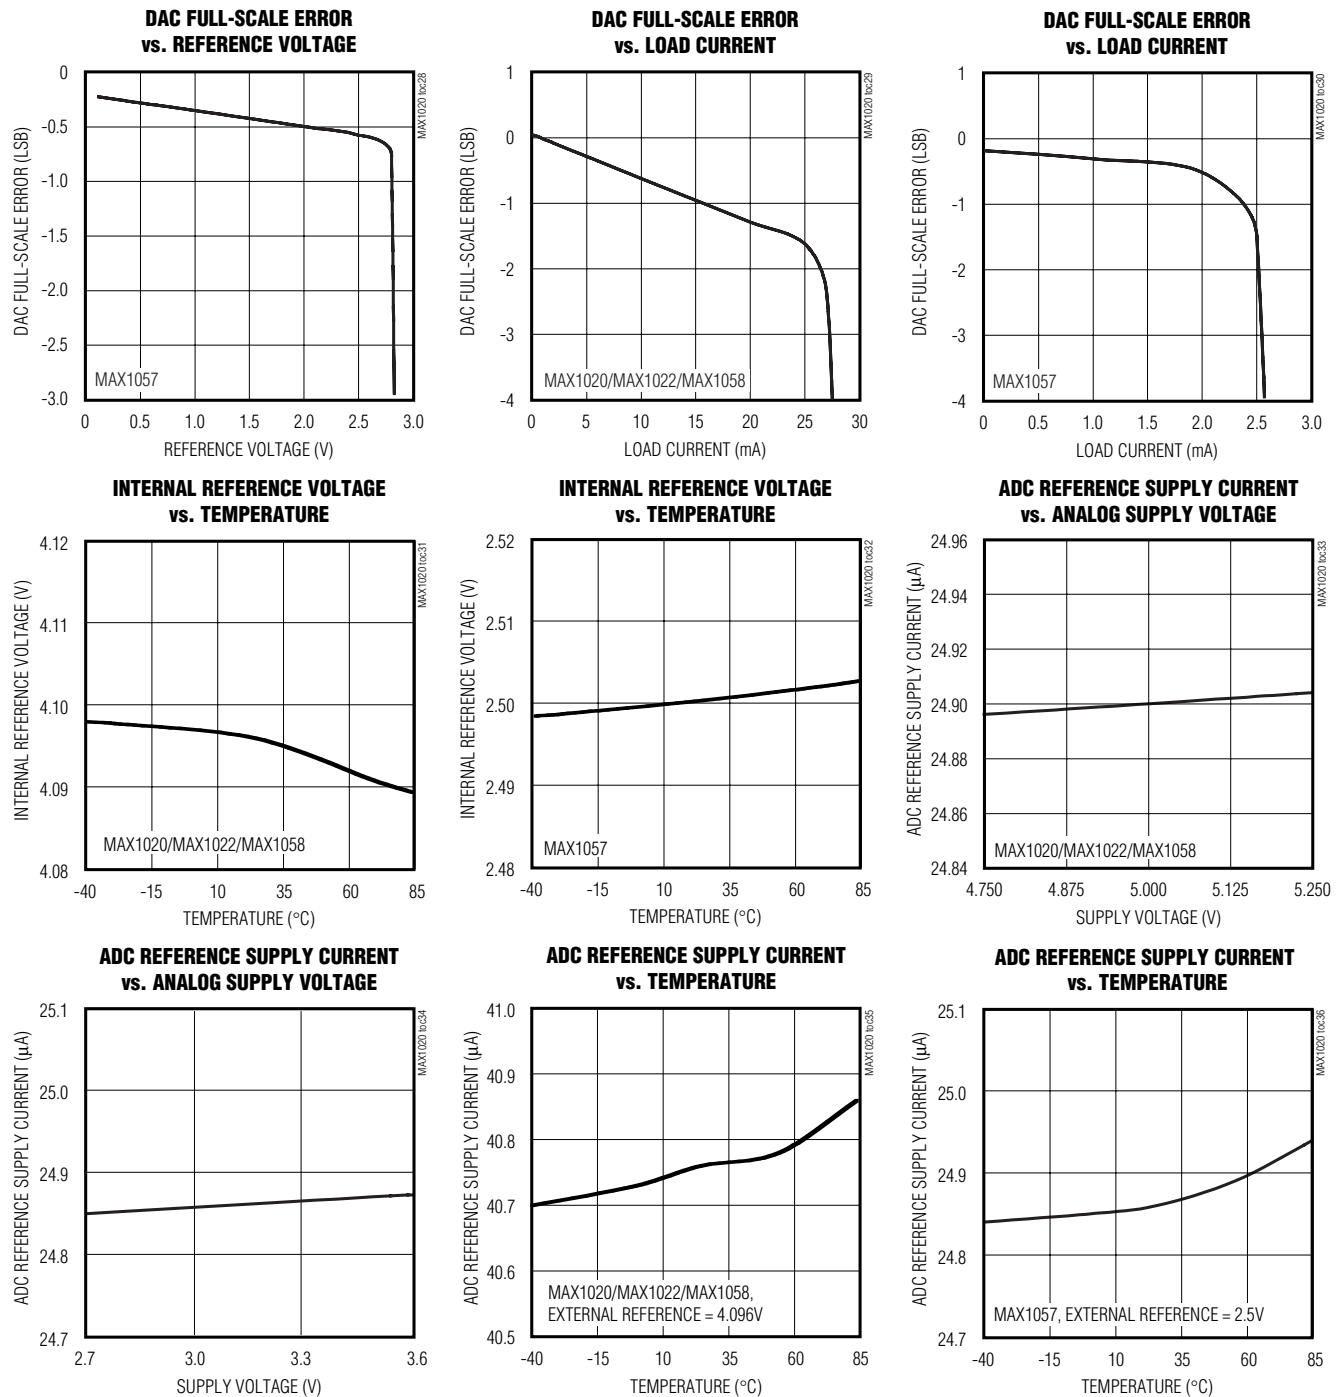 DAC FULL-SCALE ERROR
vs. REFERENCE VOLTAGE
0
-0.5
-1.0
-1.5
-2.0
-2.5
-3.0
DAC FULL-SCALE ERROR (LSB)
MAX1020 toc28
MAX1057
0 0.5 1.0 1.5 2.0 2.5 3.0
REFERENCE VOLTAGE (V)
DAC FULL-SCALE ERROR
vs. LOAD CURRENT
1
0
-1
-2
-3
-4
DAC FULL-SCALE ERROR (LSB)
MAX1020 toc29
MAX1020/MAX1022/MAX1058
0 5 10 15 20 25 30
LOAD CURRENT (mA)
DAC FULL-SCALE ERROR
vs. LOAD CURRENT
1
0
-1
-2
-3
-4
DAC FULL-SCALE ERROR (LSB)
MAX1020 toc30
MAX1057
0 0.5 1.0 1.5 2.0 2.5 3.0
LOAD CURRENT (mA)
INTERNAL REFERENCE VOLTAGE
vs. TEMPERATURE
4.12
4.11
4.10
4.09
4.08
INTERNAL REFERENCE VOLTAGE (V)
MAX1020 toc31
MAX1020/MAX1022/MAX1058
-40 -15 10 35 60 85
TEMPERATURE (°C)
INTERNAL REFERENCE VOLTAGE
vs. TEMPERATURE
2.52
2.51
2.50
2.49
2.48
INTERNAL REFERENCE VOLTAGE (V)
MAX1020 toc32
MAX1057
-40 -15 10 35 60 85
TEMPERATURE (°C)
ADC REFERENCE SUPPLY CURRENT
vs. ANALOG SUPPLY VOLTAGE
24.96
24.94
24.92
24.90
24.88
24.86
24.84
ADC REFERENCE SUPPLY CURRENT (µA)
MAX1020 toc33
MAX1020/MAX1022/MAX1058
4.750 4.875 5.000 5.125 5.250
SUPPLY VOLTAGE (V)
ADC REFERENCE SUPPLY CURRENT
vs. ANALOG SUPPLY VOLTAGE
25.1
25.0
24.9
24.8
24.7
ADC REFERENCE SUPPLY CURRENT (µA)
MAX1020 toc34
2.7 3.0 3.3 3.6
SUPPLY VOLTAGE (V)
ADC REFERENCE SUPPLY CURRENT
vs. TEMPERATURE
41.0
40.9
40.8
40.7
40.6
40.5
ADC REFERENCE SUPPLY CURRENT (µA)
MAX1020 toc35
MAX1020/MAX1022/MAX1058,
EXTERNAL REFERENCE = 4.096V
-40 -15 10 35 60 85
TEMPERATURE (°C)
ADC REFERENCE SUPPLY CURRENT
vs. TEMPERATURE
25.1
25.0
24.9
24.8
24.7
ADC REFERENCE SUPPLY CURRENT (µA)
MAX1020 toc36
MAX1057, EXTERNAL REFERENCE = 2.5V
-40 -15 10 35 60 85
TEMPERATURE (°C)